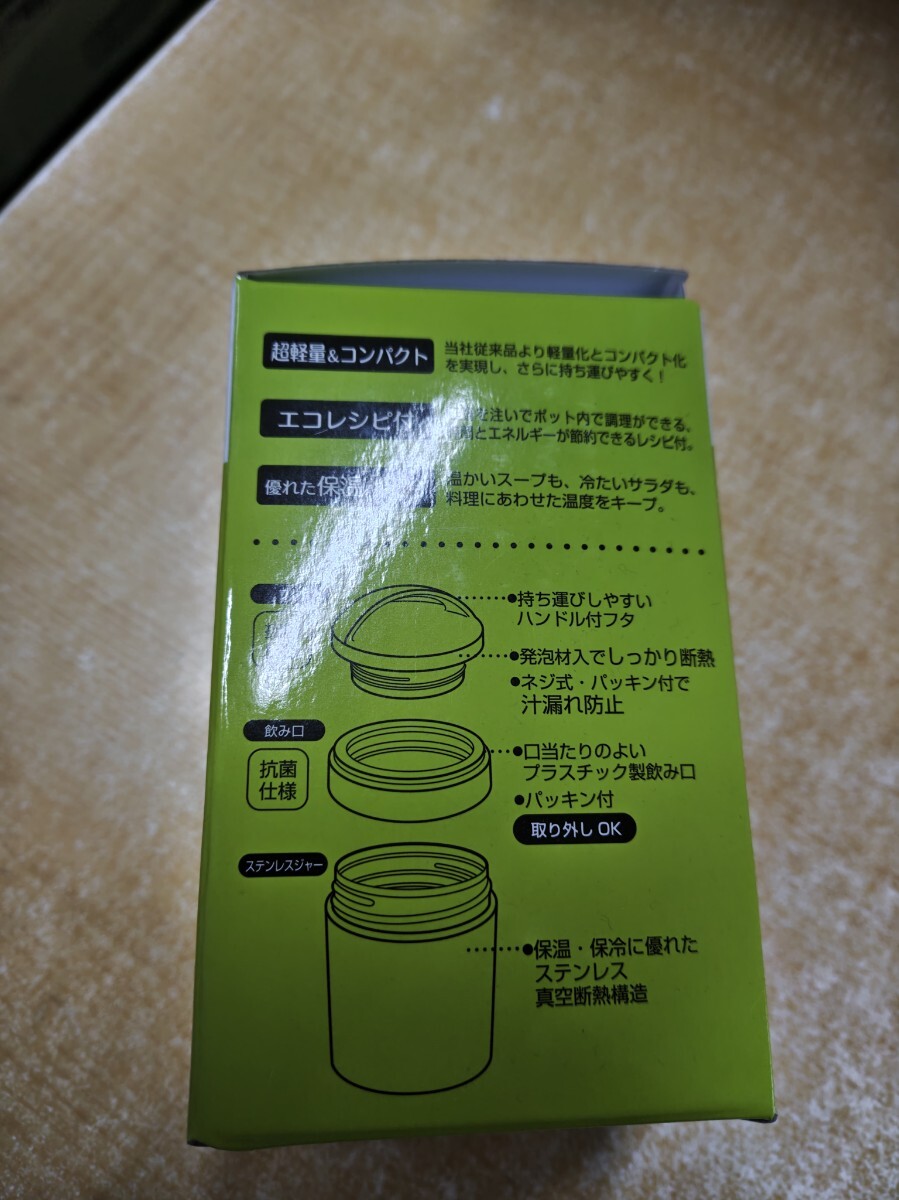 超軽量&コンパクト
当社従来品より軽量化とコンパクト化
を実現し、さらに持ち運びやすく!
エコレシピ付
を注いでポット内で調理ができる。
とエネルギーが節約できるレシピ付。
優れた保温
温かいスープも、冷たいサラダも、
料理にあわせた温度をキープ。
●持ち運びしやすい
ハンドル付フタ
●発泡材入でしっかり断熱
●ネジ式・パッキン付で
汁漏れ防止
飲み口
抗菌
仕様
●口当たりのよい
プラスチック製飲み口
●パッキン付
取り外しOK
ステンレスジャー
●保温・保冷に優れた
ステンレス
真空断熱構造